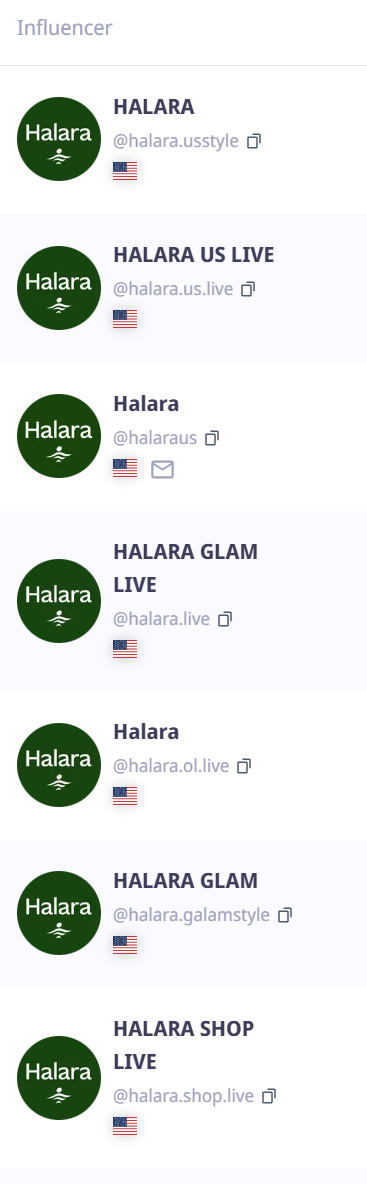 Influencer
Halara
HALARA
@halara.usstyle
Halara
HALARA US LIVE
@halara.us.live
Halara
Halara
@halaraus
Halara
HALARA GLAM
LIVE
@halara.live
Halara
Halara
@halara.ol.live
Halara
HALARA GLAM
@halara.galamstyle
Halara
HALARA SHOP
LIVE
@halara.shop.live